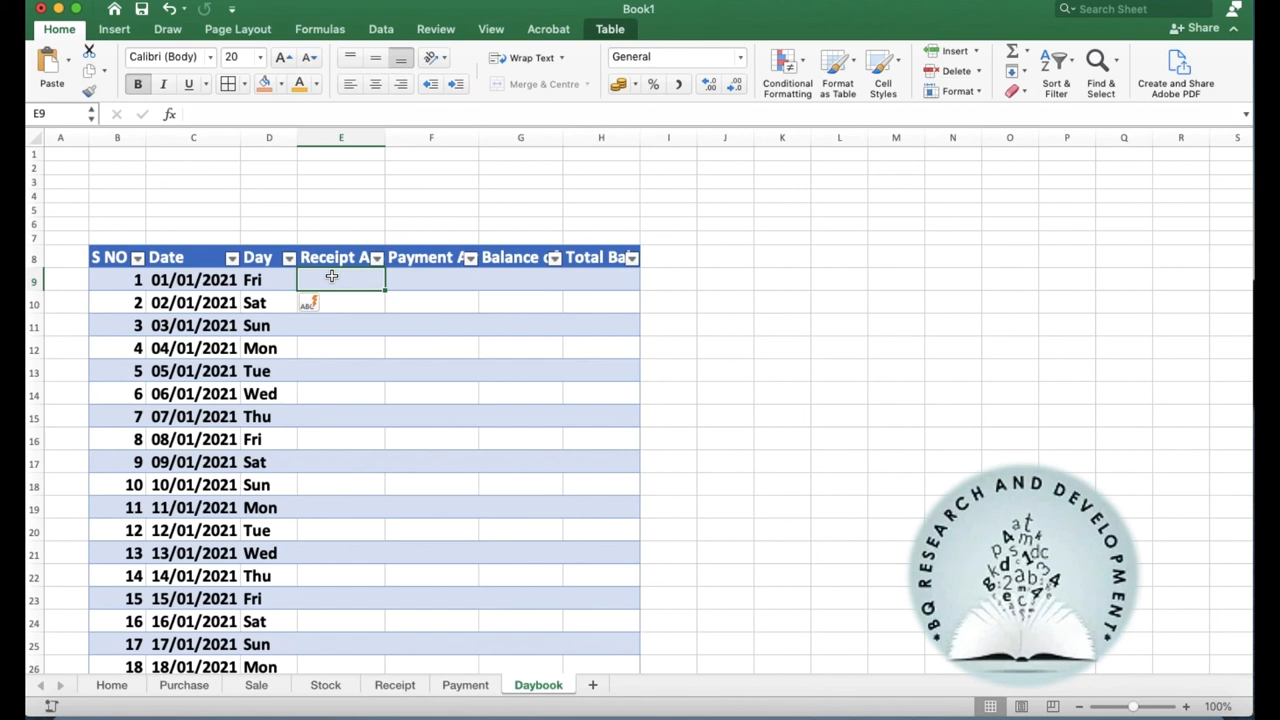 Book1
Search Sheet
Home Insert Draw Page Layout Formulas Data Review View Acrobat Table Share
Paste
Calibri (Body) 20 A A
B I U A
ab Wrap Text
Merge & Centre
General
%
Conditional Formatting
Format as Table
Cell Styles
Insert
Delete
Format
Sort & Filter
Find & Select
Create and Share Adobe PDF
E9 fx
A B C D E F G H I J K L M N O P Q R S
1
2
3
4
5
6
7
8 S NO Date Day Receipt A Payment A Balance Total Ba
9 1 01/01/2021 Fri
10 2 02/01/2021 Sat
11 3 03/01/2021 Sun
12 4 04/01/2021 Mon
13 5 05/01/2021 Tue
14 6 06/01/2021 Wed
15 7 07/01/2021 Thu
16 8 08/01/2021 Fri
17 9 09/01/2021 Sat
18 10 10/01/2021 Sun
19 11 11/01/2021 Mon
20 12 12/01/2021 Tue
21 13 13/01/2021 Wed
22 14 14/01/2021 Thu
23 15 15/01/2021 Fri
24 16 16/01/2021 Sat
25 17 17/01/2021 Sun
26 18 18/01/2021 Mon
*BQ RESEARCH AND DEVELOPMENT*
Home Purchase Sale Stock Receipt Payment Daybook +
100%